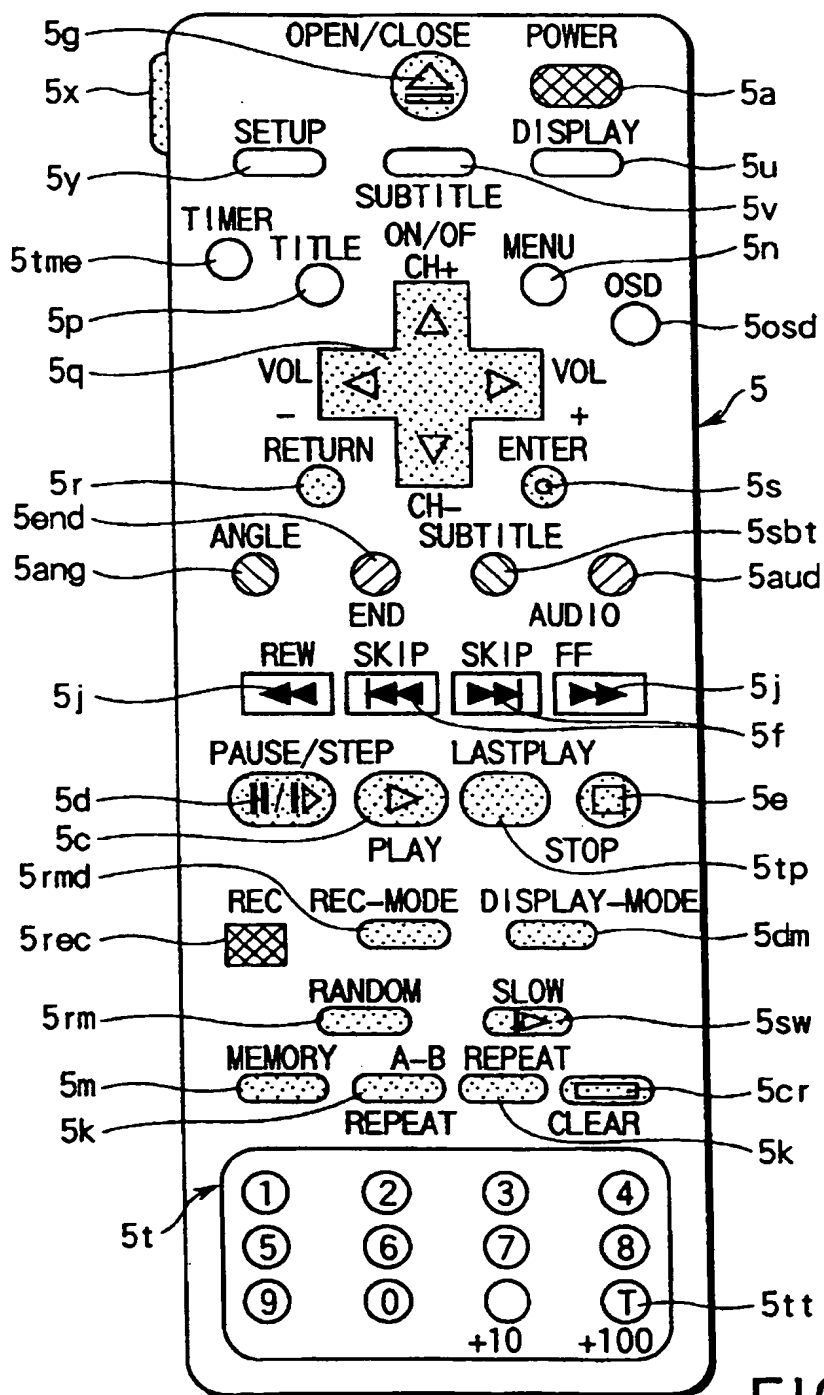 5g
OPEN/CLOSE
POWER
5x
5a
SETUP
DISPLAY
5y
5u
SUBTITLE
5v
TIMER
ON/OF
5tme
TITLE
CH+
MENU
5n
5p
OSD
5osd
5q
VOL
VOL
5
-
+
RETURN
ENTER
5r
5s
CH-
5end
ANGLE
SUBTITLE
5sbt
5ang
5aud
END
AUDIO
REW
SKIP
SKIP
FF
5j
5j
5f
PAUSE/STEP
LASTPLAY
5d
5e
5c
PLAY
STOP
5tp
5rmd
REC
REC-MODE
DISPLAY-MODE
5rec
5dm
RANDOM
SLOW
5rm
5sw
MEMORY
A-B
REPEAT
5m
5cr
5k
REPEAT
CLEAR
5k
1 2 3 4
5t
5 6 7 8
9 0 T
5tt
+10 +100